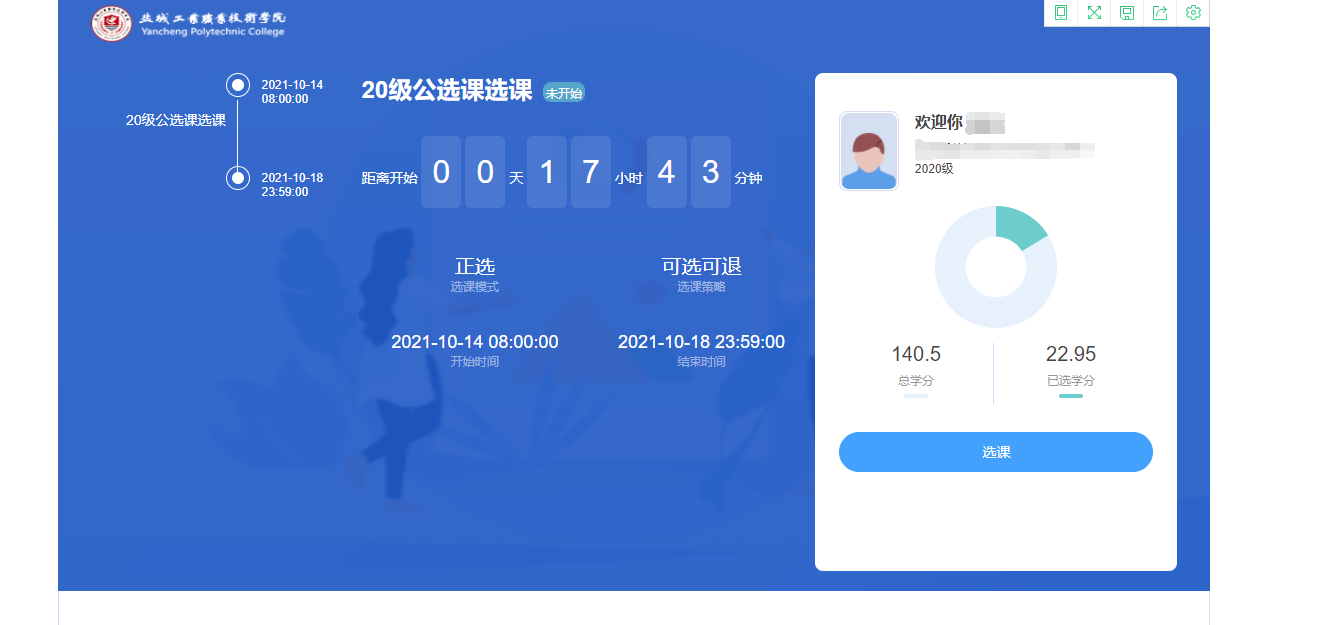 盐城工业职业技术学院
Yancheng Polytechnic College
2021-10-14
08:00:00
20级公选课选课
2021-10-18
23:59:00
20级公选课选课 未开始
距离开始 0 0 天 1 7 小时 4 3 分钟
正选
选课模式
可选可退
选课策略
2021-10-14 08:00:00
开始时间
2021-10-18 23:59:00
结束时间
欢迎你
2020级
140.5
总学分
22.95
已选学分
选课